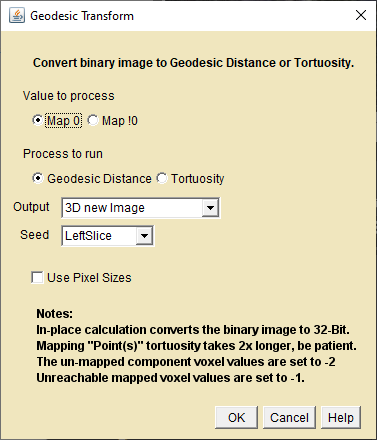 Geodesic Transform
Convert binary image to Geodesic Distance or Tortuosity.
Value to process
Map 0 Map !0
Process to run
Geodesic Distance Tortuosity
Output 3D new Image
Seed LeftSlice
Use Pixel Sizes
Notes:
In-place calculation converts the binary image to 32-Bit.
Mapping "Point(s)" tortuosity takes 2x longer, be patient.
The un-mapped component voxel values are set to -2
Unreachable mapped voxel values are set to -1.
OK Cancel Help